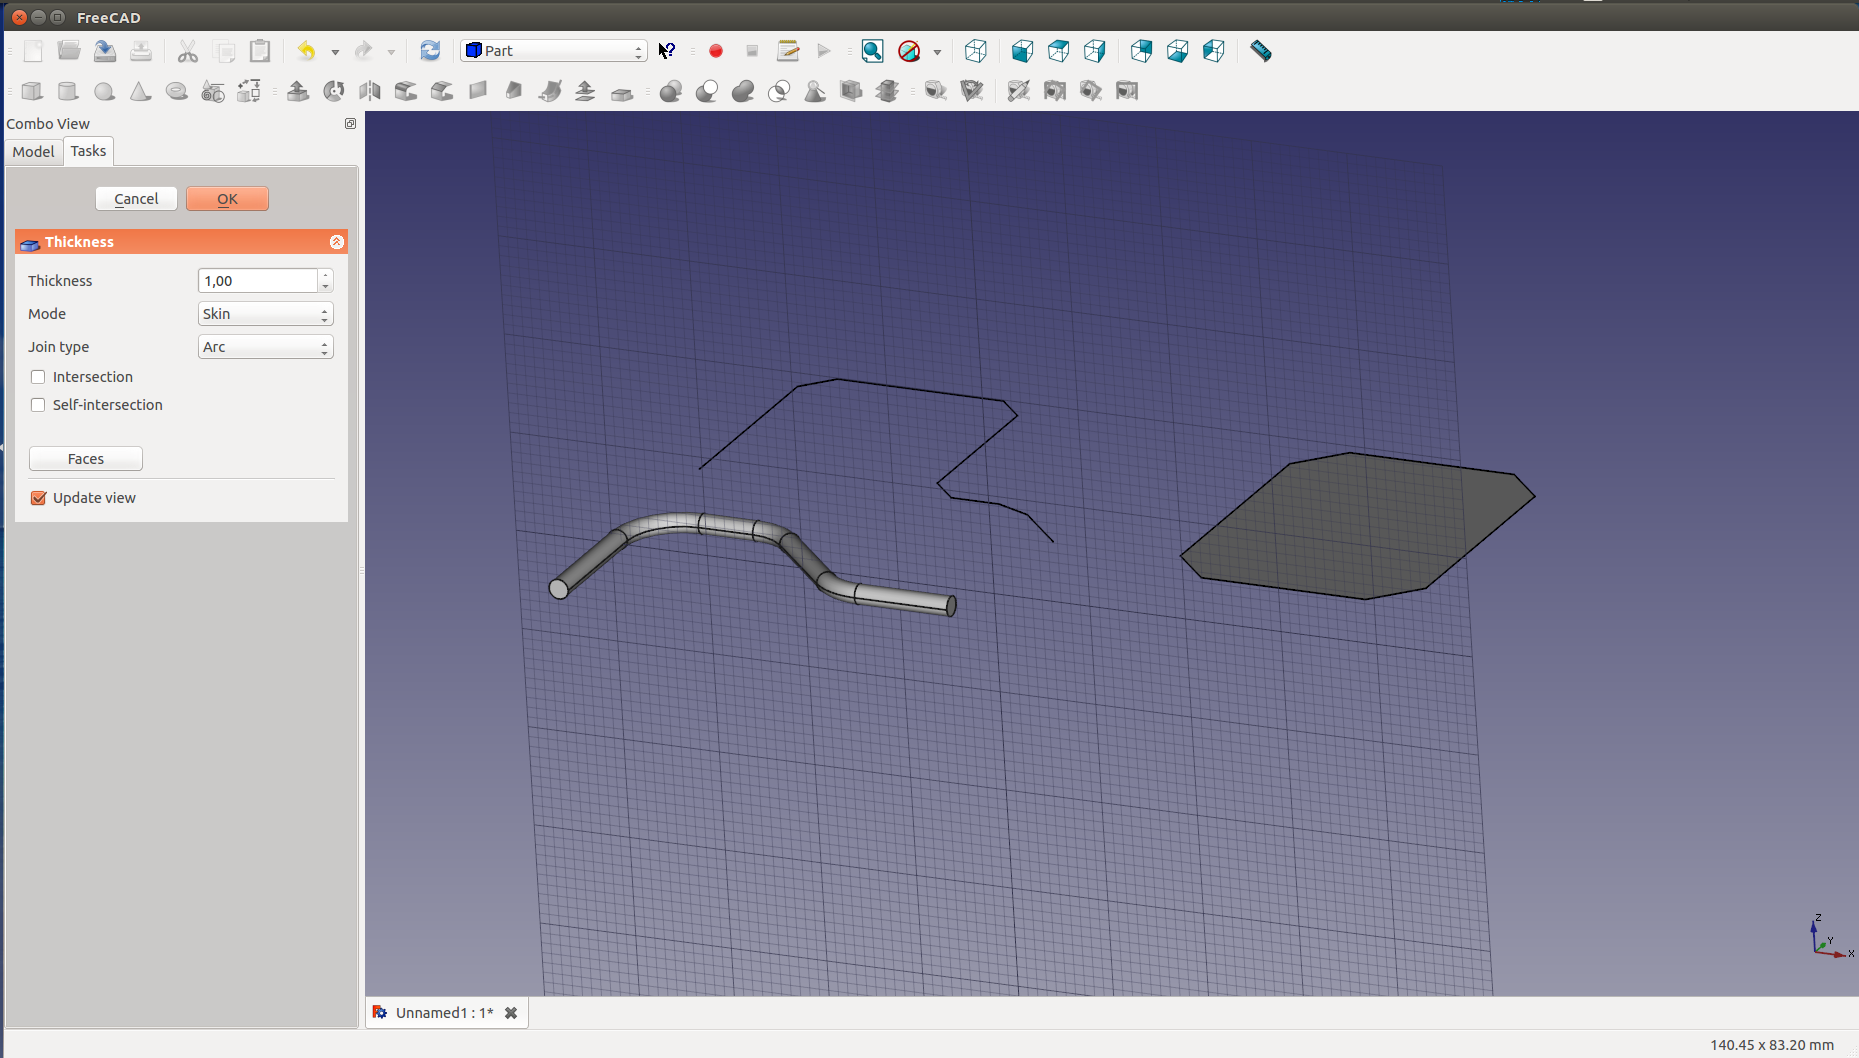 FreeCAD
Part
Combo View
Model
Tasks
Cancel
OK
Thickness
Thickness
1,00
Mode
Skin
Join type
Arc
Intersection
Self-intersection
Faces
Update view
Z
Y
X
Unnamed1 : 1*
140.45 x 83.20 mm